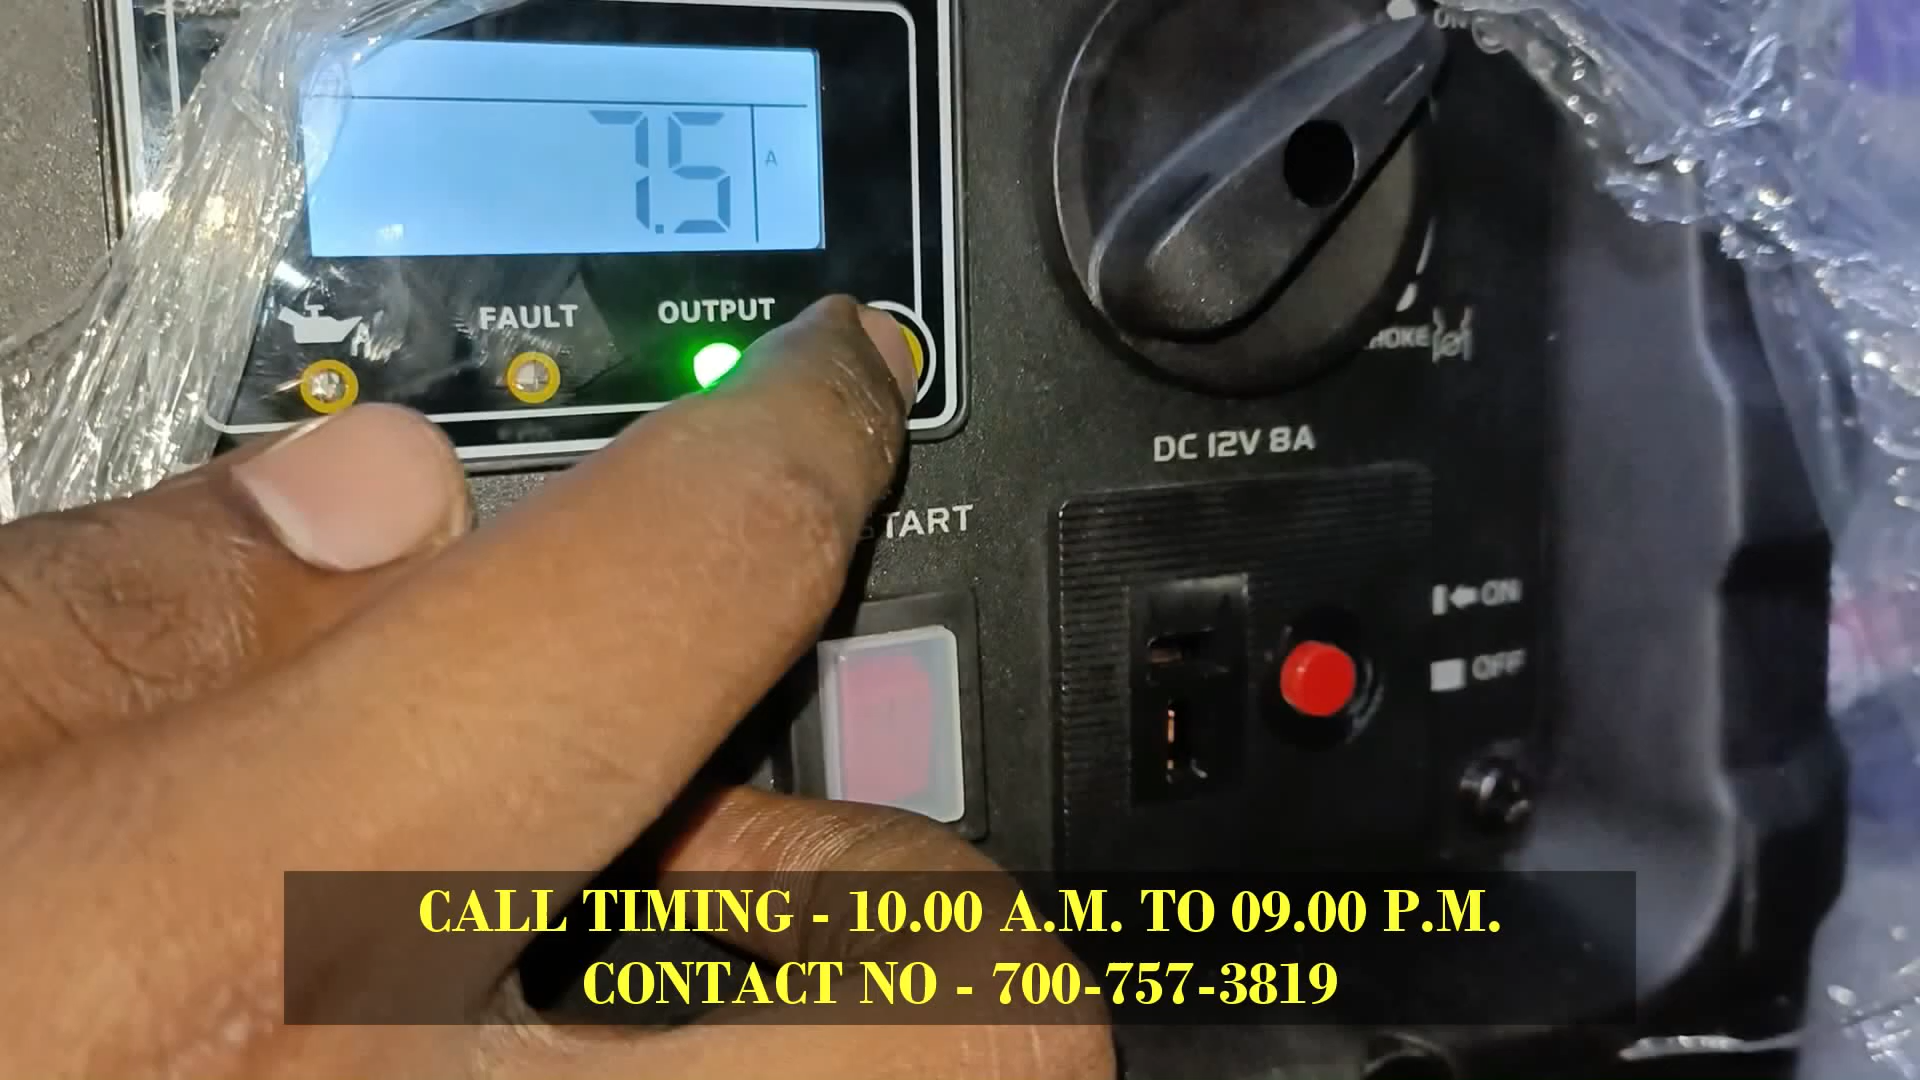 ON
7.5 A
FAULT
OUTPUT
CHOKE
DC 12V 8A
START
ON
OFF
CALL TIMING - 10.00 A.M. TO 09.00 P.M.
CONTACT NO - 700-757-3819